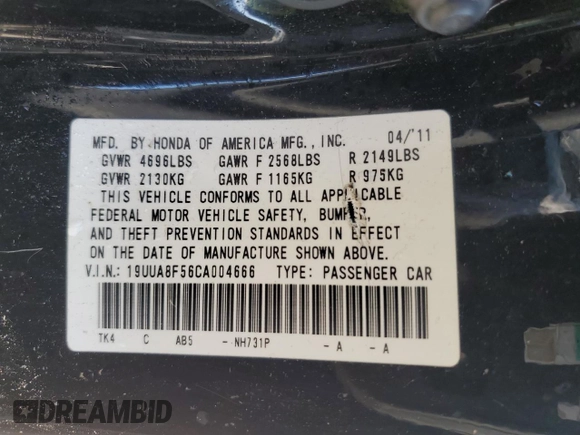 MFD. BY HONDA OF AMERICA MFG., INC. 04/'11
GVWR 4696LBS GAWR F 2568LBS R 2149LBS
GVWR 2130KG GAWR F 1165KG R 975KG
THIS VEHICLE CONFORMS TO ALL APPLICABLE
FEDERAL MOTOR VEHICLE SAFETY, BUMPER,
AND THEFT PREVENTION STANDARDS IN EFFECT
ON THE DATE OF MANUFACTURE SHOWN ABOVE.
V.I.N.: 19UUA8F56CA004666 TYPE: PASSENGER CAR
TK4 C AB5 - NH731P - A - A
DREAMBID